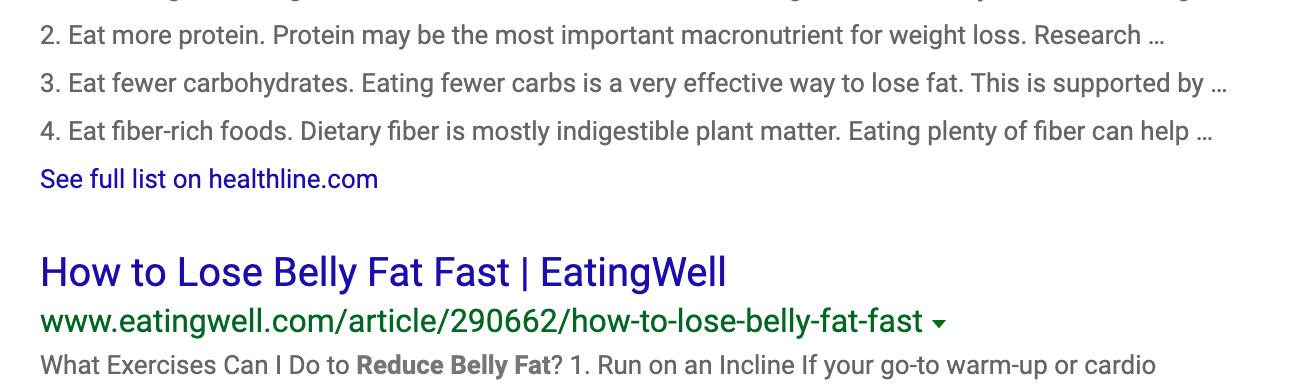 2. Eat more protein. Protein may be the most important macronutrient for weight loss. Research ...
3. Eat fewer carbohydrates. Eating fewer carbs is a very effective way to lose fat. This is supported by ...
4. Eat fiber-rich foods. Dietary fiber is mostly indigestible plant matter. Eating plenty of fiber can help ...
See full list on healthline.com
How to Lose Belly Fat Fast | EatingWell
www.eatingwell.com/article/290662/how-to-lose-belly-fat-fast
What Exercises Can I Do to Reduce Belly Fat? 1. Run on an Incline If your go-to warm-up or cardio